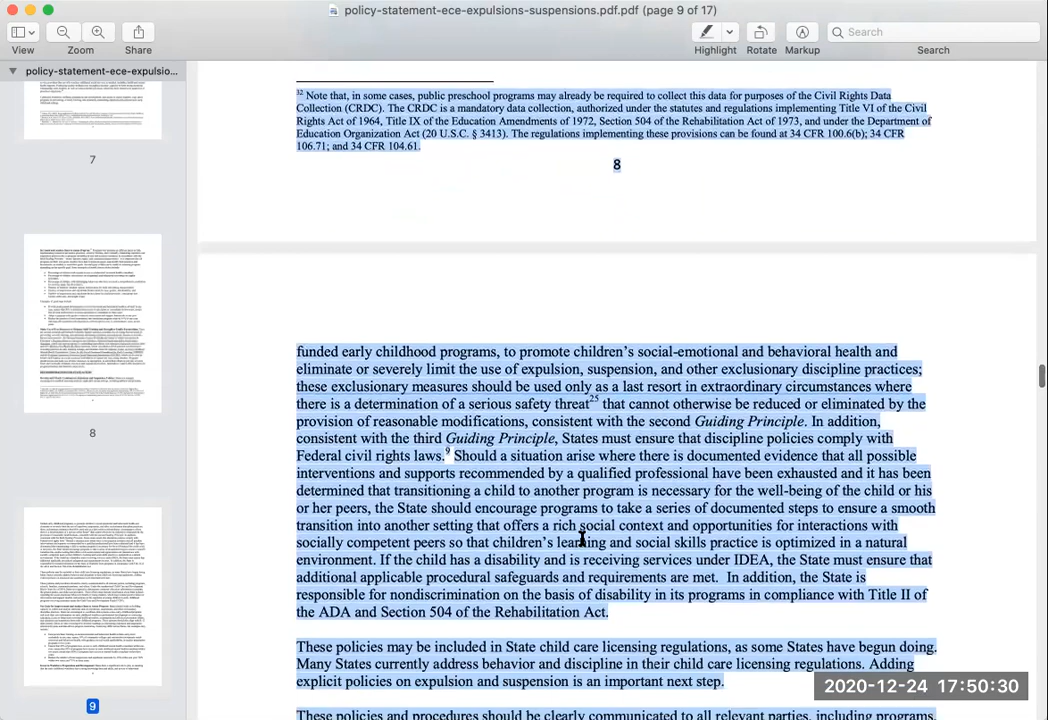 policy-statement-ece-expulsions-suspensions.pdf.pdf (page 9 of 17)
View
Zoom
Share
Highlight
Rotate
Markup
Search
Search
policy-statement-ece-expulsio...
7
8
9
32 Note that, in some cases, public preschool programs may already be required to collect this data for purposes of the Civil Rights Data
Collection (CRDC). The CRDC is a mandatory data collection, authorized under the statutes and regulations implementing Title VI of the Civil
Rights Act of 1964, Title IX of the Education Amendments of 1972, Section 504 of the Rehabilitation Act of 1973, and under the Department of
Education Organization Act (20 U.S.C. § 3413). The regulations implementing these provisions can be found at 34 CFR 100.6(b); 34 CFR
106.71; and 34 CFR 104.61.
8
funded early childhood programs, to promote children's social-emotional and behavioral health and
eliminate or severely limit the use of expulsion, suspension, and other exclusionary discipline practices;
these exclusionary measures should be used only as a last resort in extraordinary circumstances where
there is a determination of a serious safety threat25 that cannot otherwise be reduced or eliminated by the
provision of reasonable modifications, consistent with the second Guiding Principle. In addition,
consistent with the third Guiding Principle, States must ensure that discipline policies comply with
Federal civil rights laws.9 Should a situation arise where there is documented evidence that all possible
interventions and supports recommended by a qualified professional have been exhausted and it has been
determined that transitioning a child to another program is necessary for the well-being of the child or his
or her peers, the State should encourage programs to take a series of documented steps to ensure a smooth
transition into another setting that offers a rich social context and opportunities for interactions with
socially competent peers so that children's learning and social skills practice is optimized in a natural
environment. If the child has a disability and is receiving services under IDEA, the State must ensure that
additional applicable procedural safeguards and requirements are met. In addition, the State is
responsible for nondiscrimination on the basis of disability in its programs in compliance with Title II of
the ADA and Section 504 of the Rehabilitation Act.
These policies may be included in State child care licensing regulations, as some States have begun doing.
Many States currently address behavior and discipline in their child care licensing regulations. Adding
explicit policies on expulsion and suspension is an important next step.
These policies and procedures should be clearly communicated to all relevant parties, including programs,
2020-12-24 17:50:30